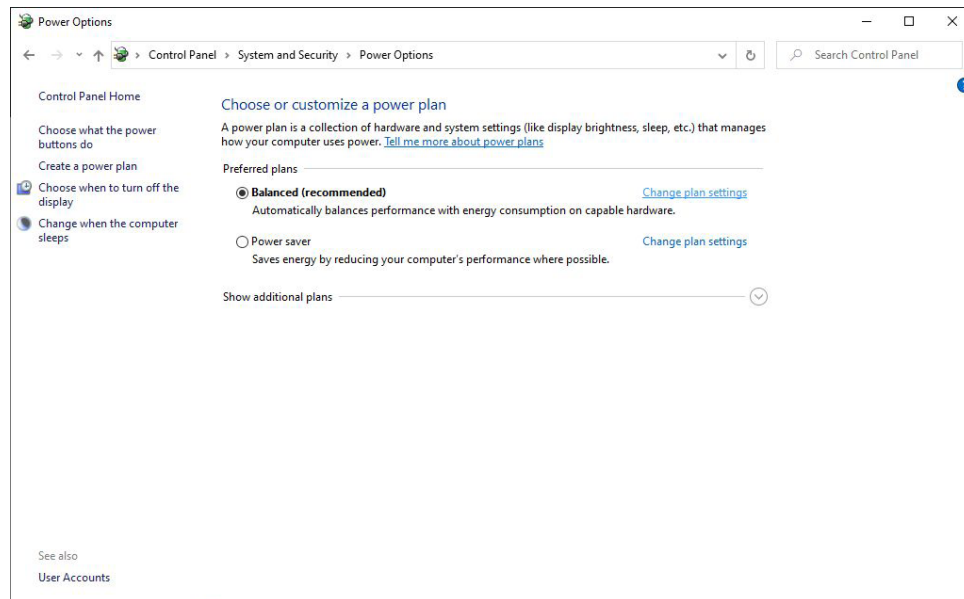 Power Options
Control Panel > System and Security > Power Options
Search Control Panel
Control Panel Home
Choose what the power
buttons do
Create a power plan
Choose when to turn off the
display
Change when the computer
sleeps
Choose or customize a power plan
A power plan is a collection of hardware and system settings (like display brightness, sleep, etc.) that manages
how your computer uses power. Tell me more about power plans
Preferred plans
Balanced (recommended)
Change plan settings
Automatically balances performance with energy consumption on capable hardware.
Power saver
Change plan settings
Saves energy by reducing your computer's performance where possible.
Show additional plans
See also
User Accounts